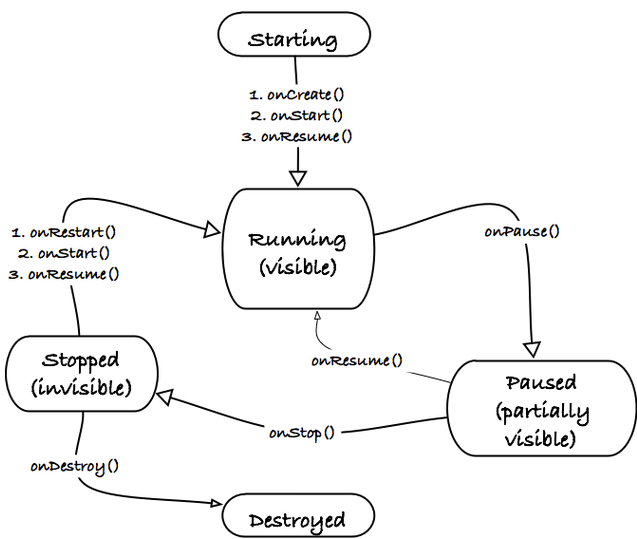 Starting
1. onCreate()
2. onStart()
3. onResume()
Running
(visible)
1. onRestart()
2. onStart()
3. onResume()
onPause()
onResume()
Stopped
(invisible)
Paused
(partially
visible)
onStop()
onDestroy()
Destroyed